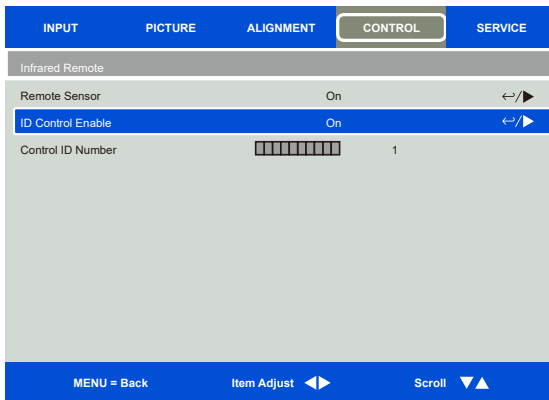 INPUT PICTURE ALIGNMENT CONTROL SERVICE
Infrared Remote
Remote Sensor On ↩/▶
ID Control Enable On ↩/▶
Control ID Number 1
MENU = Back Item Adjust ◀▶ Scroll ▼▲